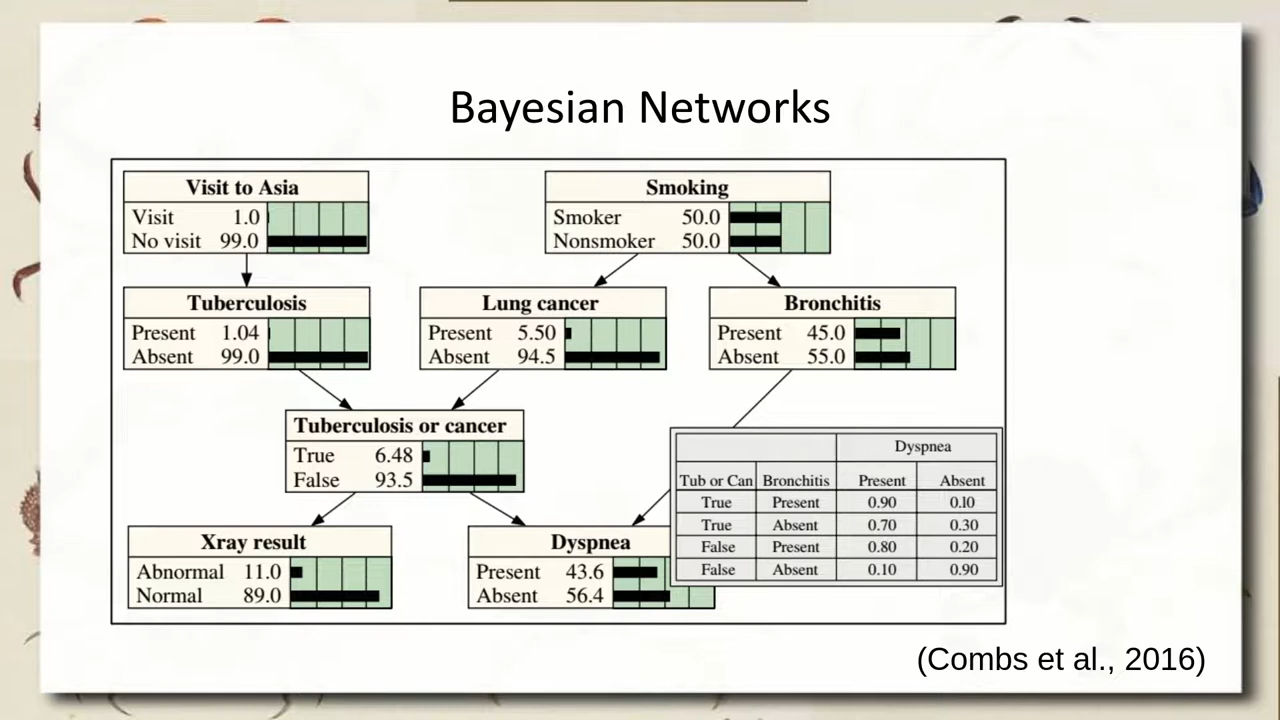 Bayesian Networks
Visit to Asia
Visit 1.0
No visit 99.0
Smoking
Smoker 50.0
Nonsmoker 50.0
Tuberculosis
Present 1.04
Absent 99.0
Lung cancer
Present 5.50
Absent 94.5
Bronchitis
Present 45.0
Absent 55.0
Tuberculosis or cancer
True 6.48
False 93.5
Dyspnea
Tub or Can Bronchitis Present Absent
True Present 0.90 0.10
True Absent 0.70 0.30
False Present 0.80 0.20
False Absent 0.10 0.90
Xray result
Abnormal 11.0
Normal 89.0
Dyspnea
Present 43.6
Absent 56.4
(Combs et al., 2016)